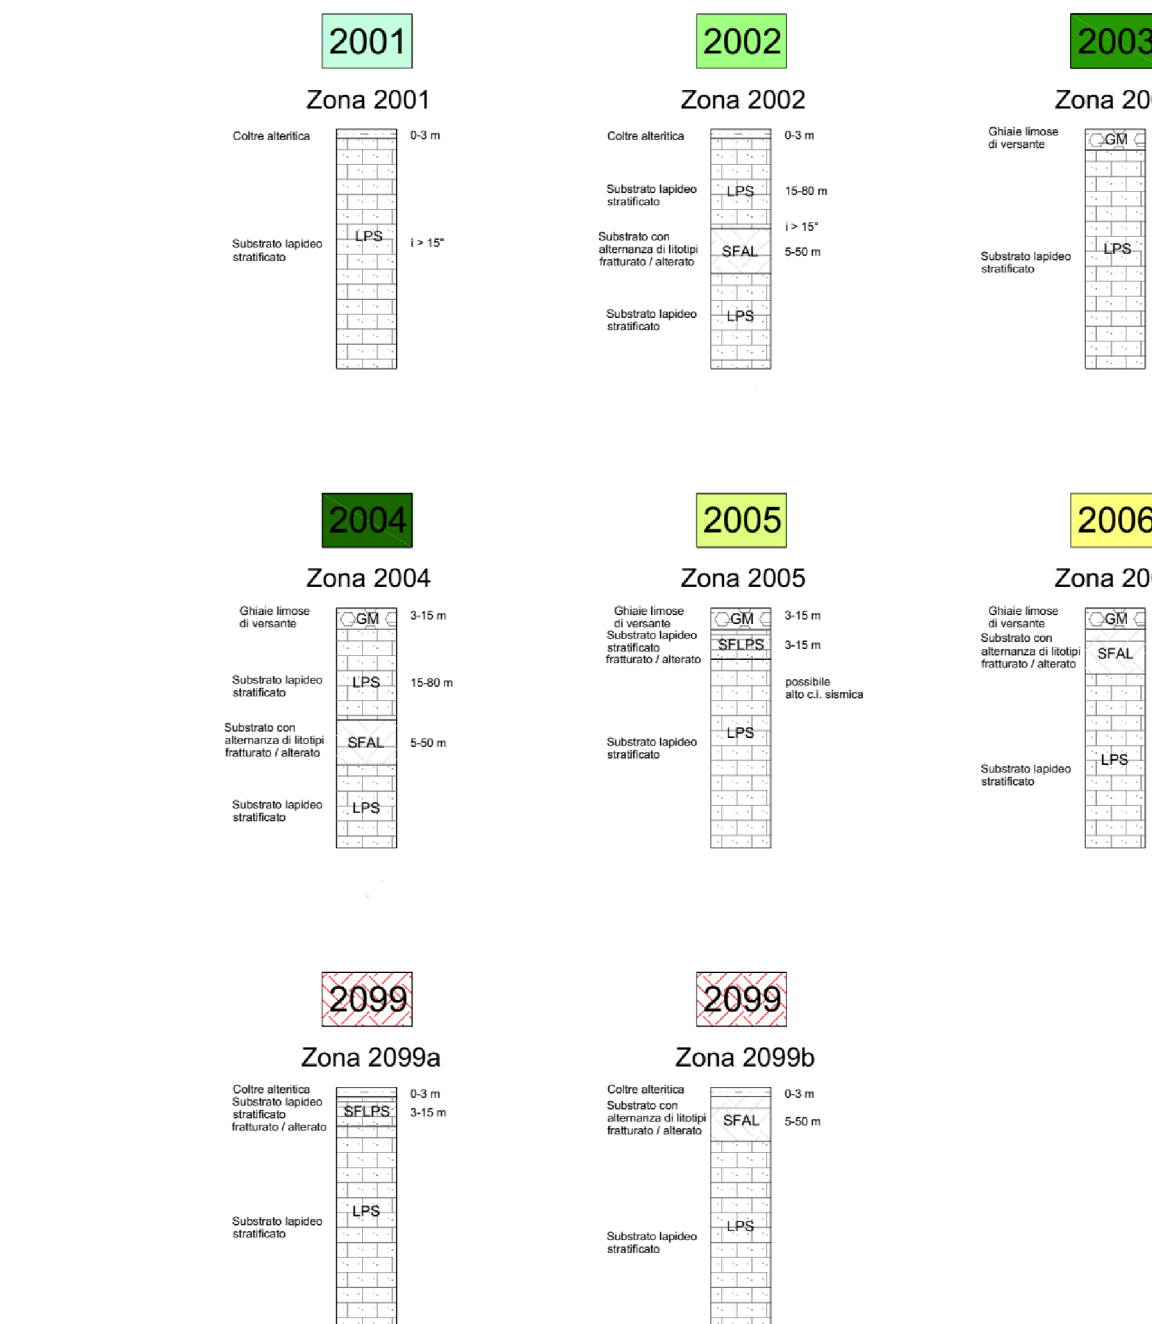 2001
Zona 2001
Coltre alteritica
0-3 m
LPS
i > 15°
Substrato lapideo
stratificato
2002
Zona 2002
Coltre alteritica
0-3 m
Substrato lapideo
stratificato
LPS
15-80 m
i > 15°
Substrato con
alternanza di litotipi
fratturato / alterato
SFAL
5-50 m
Substrato lapideo
stratificato
LPS
2003
Zona 20
Ghiaie limose
di versante
GM
LPS
Substrato lapideo
stratificato
2004
Zona 2004
Ghiaie limose
di versante
GM
3-15 m
Substrato lapideo
stratificato
LPS
15-80 m
Substrato con
alternanza di litotipi
fratturato / alterato
SFAL
5-50 m
Substrato lapideo
stratificato
LPS
2005
Zona 2005
Ghiaie limose
di versante
GM
3-15 m
Substrato lapideo
stratificato
fratturato / alterato
SFLPS
3-15 m
possibile
alto c.i. sismica
LPS
Substrato lapideo
stratificato
2006
Zona 20
Ghiaie limose
di versante
GM
Substrato con
alternanza di litotipi
fratturato / alterato
SFAL
LPS
Substrato lapideo
stratificato
2099
Zona 2099a
Coltre alteritica
0-3 m
Substrato lapideo
stratificato
fratturato / alterato
SFLPS
3-15 m
LPS
Substrato lapideo
stratificato
2099
Zona 2099b
Coltre alteritica
0-3 m
Substrato con
alternanza di litotipi
fratturato / alterato
SFAL
5-50 m
LPS
Substrato lapideo
stratificato